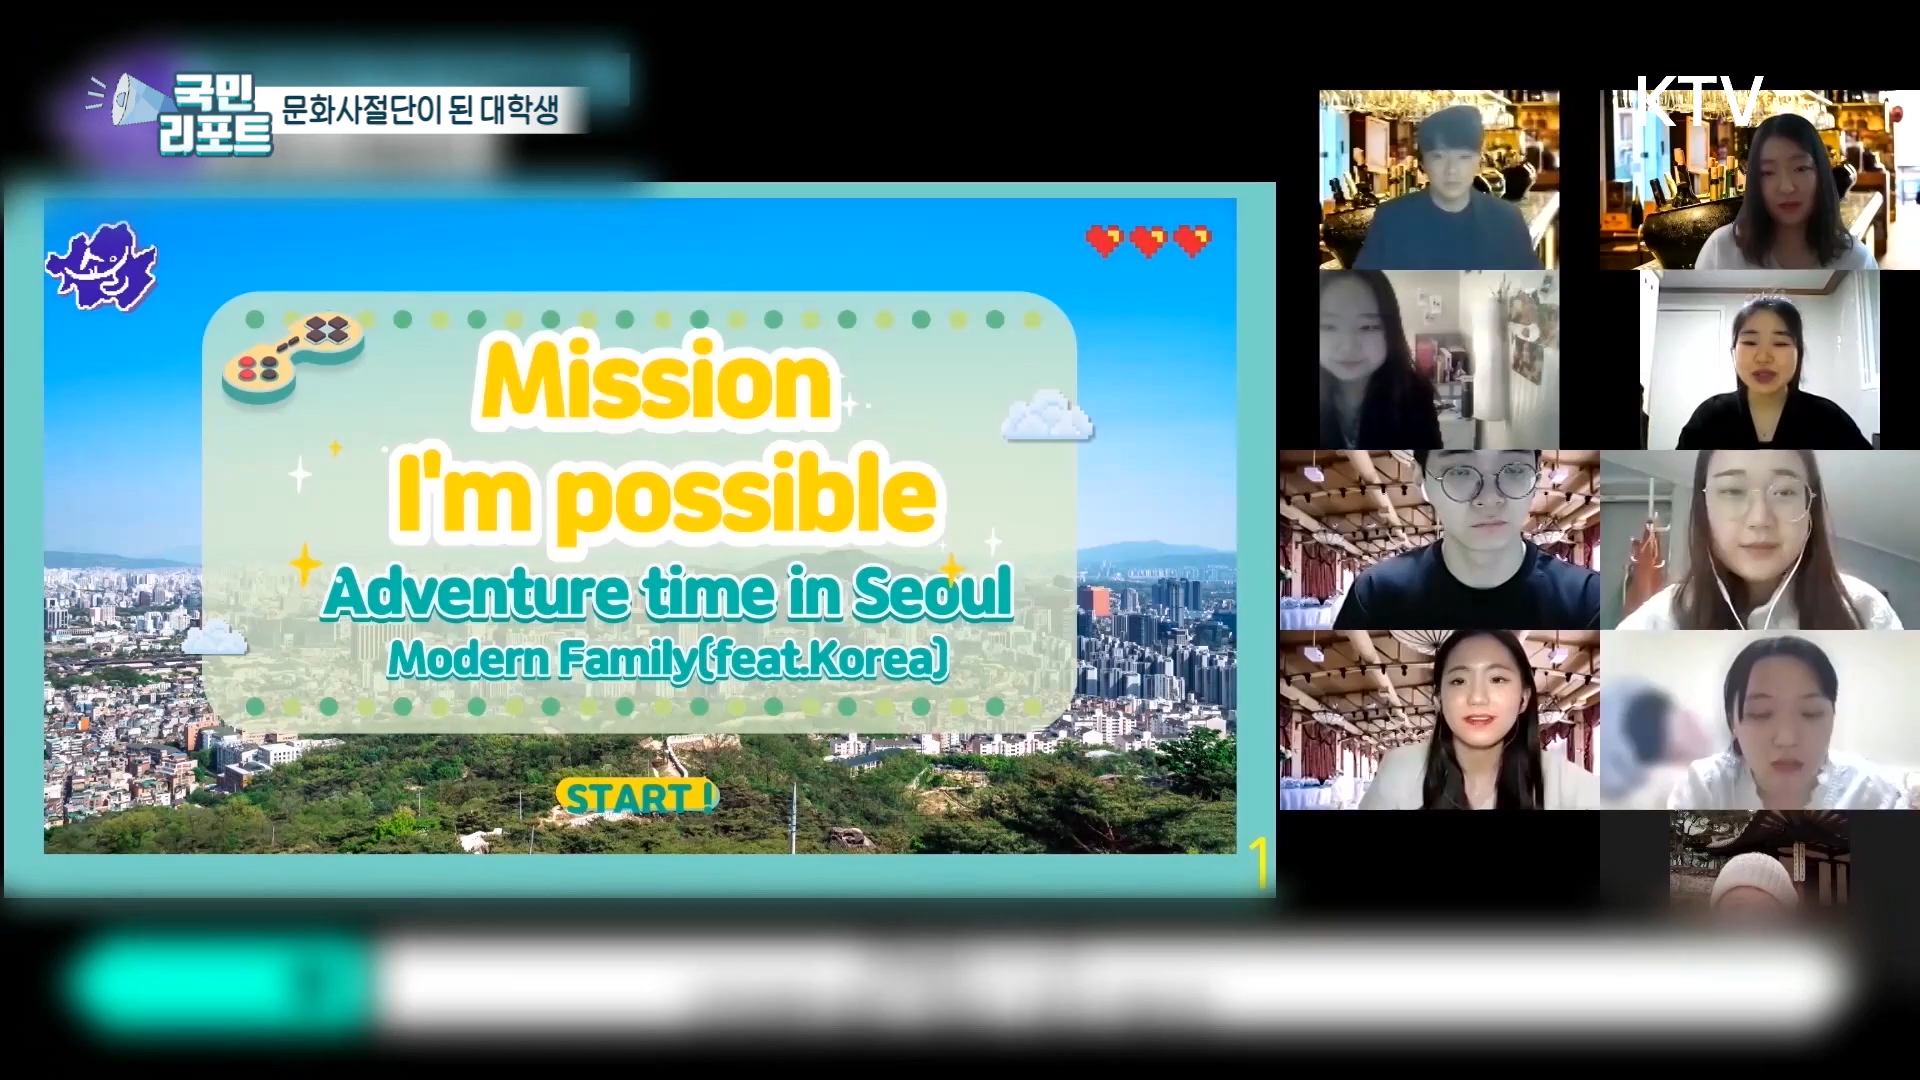 국민
리포트
문화사절단이 된 대학생
KTV
Mission
I'm possible
Adventure time in Seoul
Modern Family(feat.Korea)
START !
1